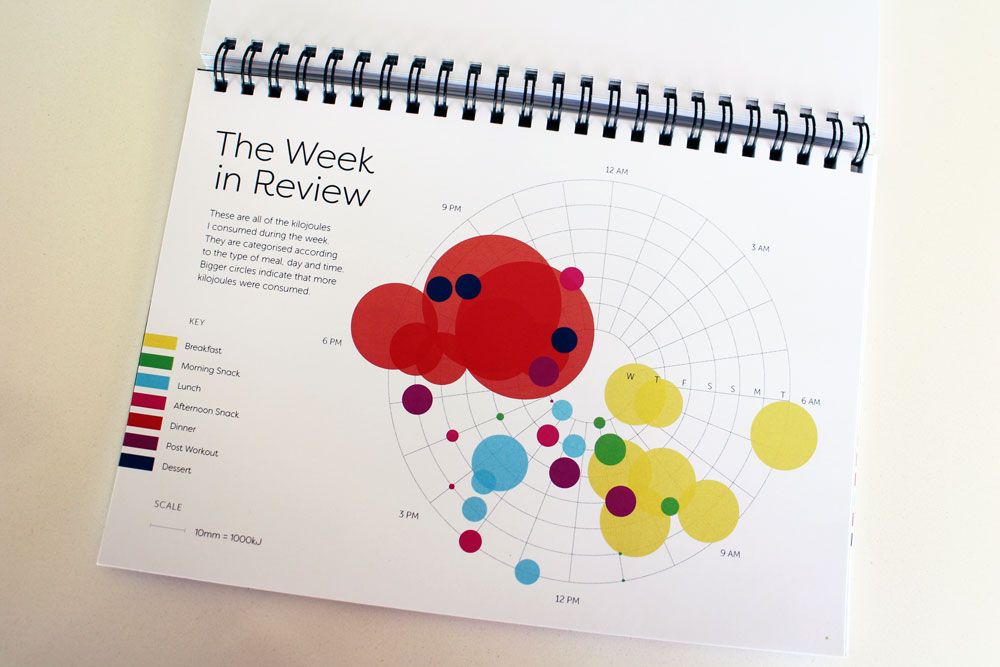 The Week
in Review
These are all of the kilojoules
I consumed during the week.
They are categorised according
to the type of meal, day and time.
Bigger circles indicate that more
kilojoules were consumed.
KEY
Breakfast
Morning Snack
Lunch
Afternoon Snack
Dinner
Post Workout
Dessert
SCALE
10mm = 1000kJ
12 AM
3 AM
6 AM
9 AM
12 PM
3 PM
6 PM
9 PM
W T F S S M T